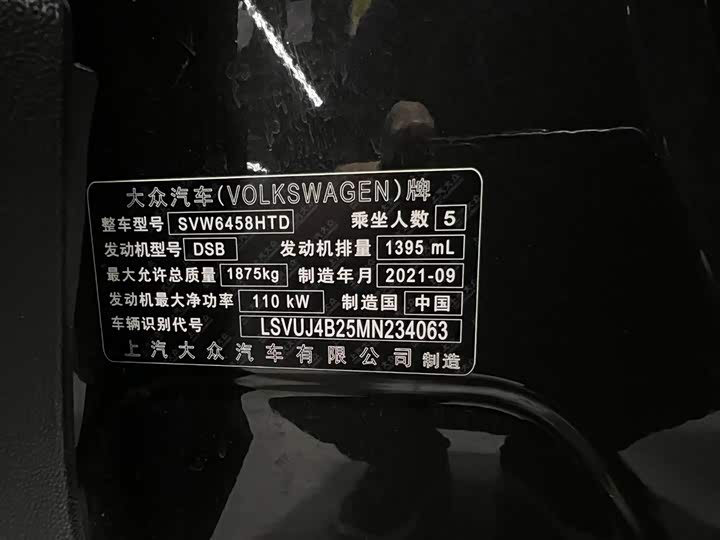 大众汽车(VOLKSWAGEN)牌
整车型号 SVW6458HTD 乘坐人数 5
发动机型号 DSB 发动机排量 1395 mL
最大允许总质量 1875kg 制造年月 2021-09
发动机最大净功率 110 kW 制造国 中国
车辆识别代号 LSVUJ4B25MN234063
上汽大众汽车有限公司 制造